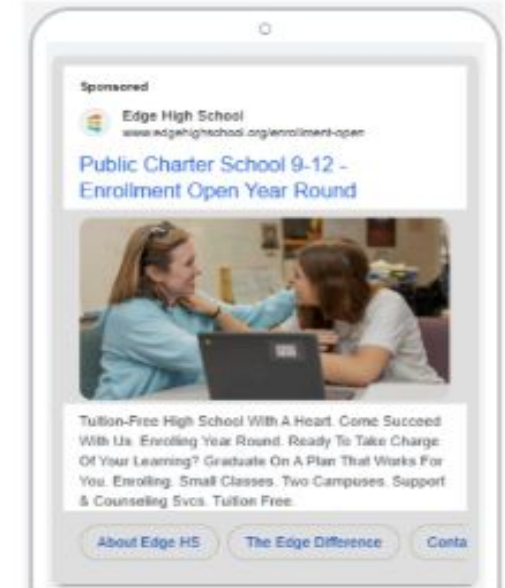 Sponsored
Edge High School
www.edgehighschool.org/enrollment-open
Public Charter School 9-12 -
Enrollment Open Year Round
Tuition-Free High School With A Heart. Come Succeed
With Us. Enrolling Year Round. Ready To Take Charge
Of Your Learning? Graduate On A Plan That Works For
You. Enrolling. Small Classes. Two Campuses. Support
& Counseling Svcs. Tuition Free.
About Edge HS
The Edge Difference
Conta